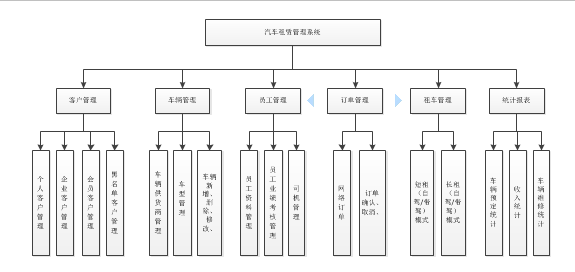 汽车租赁管理系统
客户管理
车辆管理
员工管理
订单管理
租车管理
统计报表
个人客户管理
企业客户管理
会员客户管理
黑名单客户管理
车辆供货商管理
车型管理
车辆新增、删除、修改、
员工资料管理
员工业绩考核管理
司机管理
网络订单
订单确认、取消、
短租（自驾/带驾）模式
长租（自驾/带驾）模式
车辆预定统计
收入统计
车辆维修统计